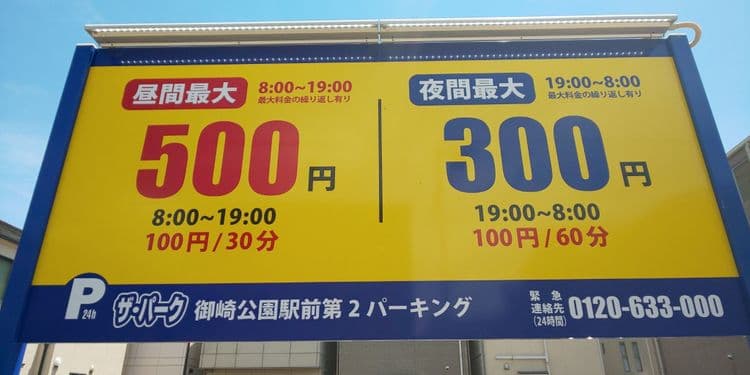 昼間最大
8:00~19:00
最大料金の繰り返し有り
500円
8:00~19:00
100円/30分
夜間最大
19:00~8:00
最大料金の繰り返し有り
300円
19:00~8:00
100円/60分
P
24h
ザ・パーク
御崎公園駅前第2パーキング
緊急
連絡先
(24時間)
0120-633-000